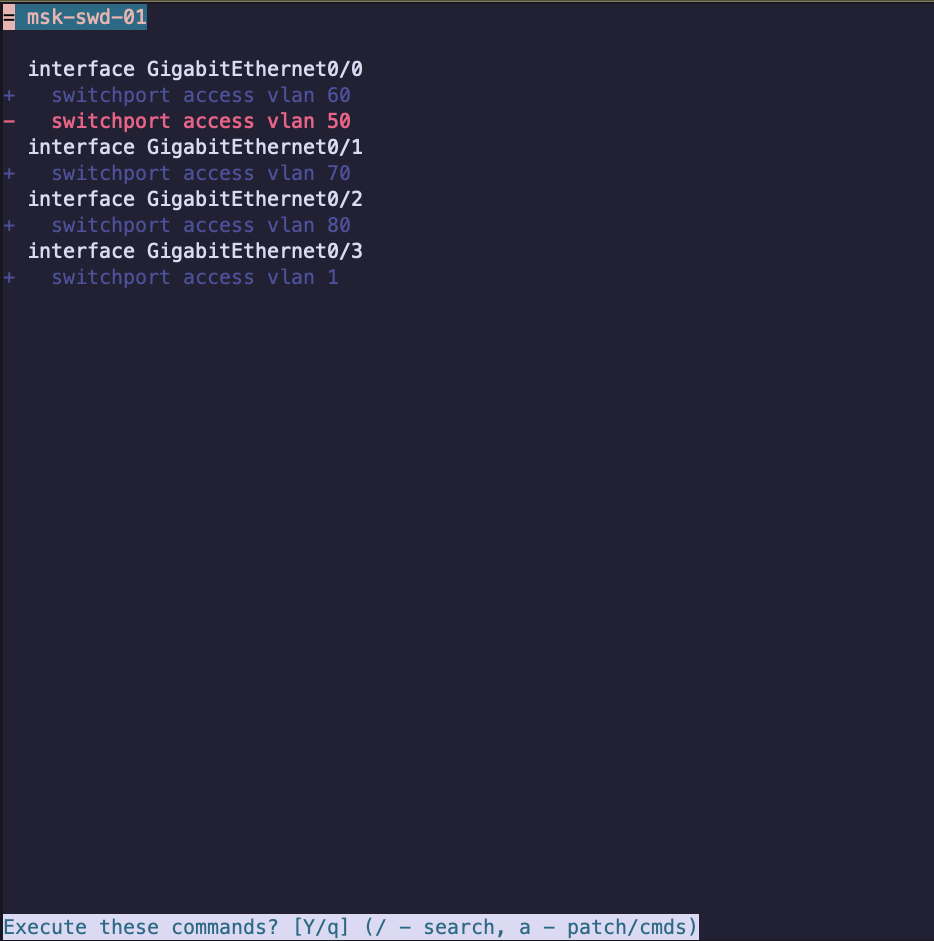 = msk-swd-01
  interface GigabitEthernet0/0
+   switchport access vlan 60
-   switchport access vlan 50
  interface GigabitEthernet0/1
+   switchport access vlan 70
  interface GigabitEthernet0/2
+   switchport access vlan 80
  interface GigabitEthernet0/3
+   switchport access vlan 1
Execute these commands? [Y/q] (/ - search, a - patch/cmds)